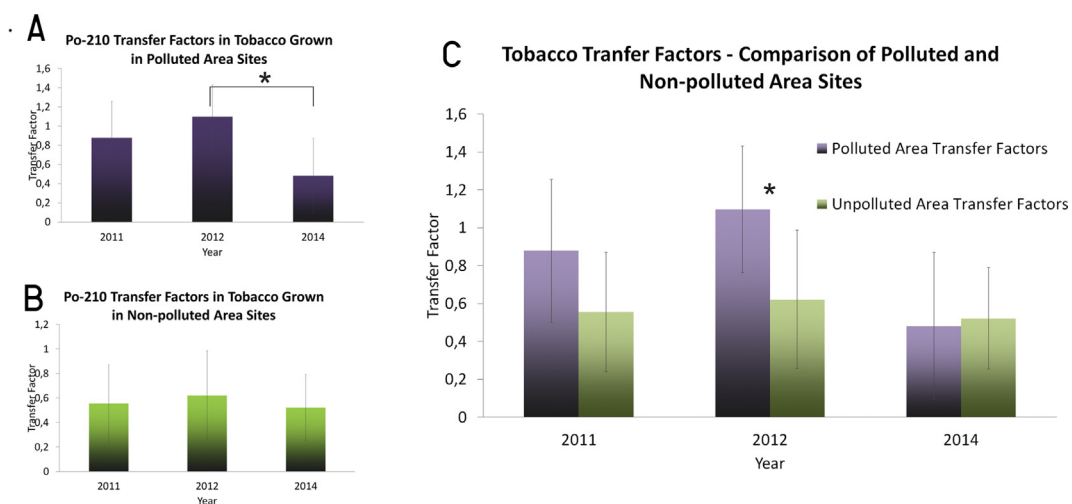 A
Po-210 Transfer Factors in Tobacco Grown
in Polluted Area Sites
Transfer Factor
1,6
1,4
1,2
1
0,8
0,6
0,4
0,2
0
*
2011 2012 2014
Year
B
Po-210 Transfer Factors in Tobacco Grown
in Non-polluted Area Sites
Transfer Factor
1,2
1
0,8
0,6
0,4
0,2
0
2011 2012 2014
Year
C
Tobacco Tranfer Factors - Comparison of Polluted and
Non-polluted Area Sites
Transfer Factor
1,6
1,4
1,2
1
0,8
0,6
0,4
0,2
0
*
Polluted Area Transfer Factors
Unpolluted Area Transfer Factors
2011 2012 2014
Year